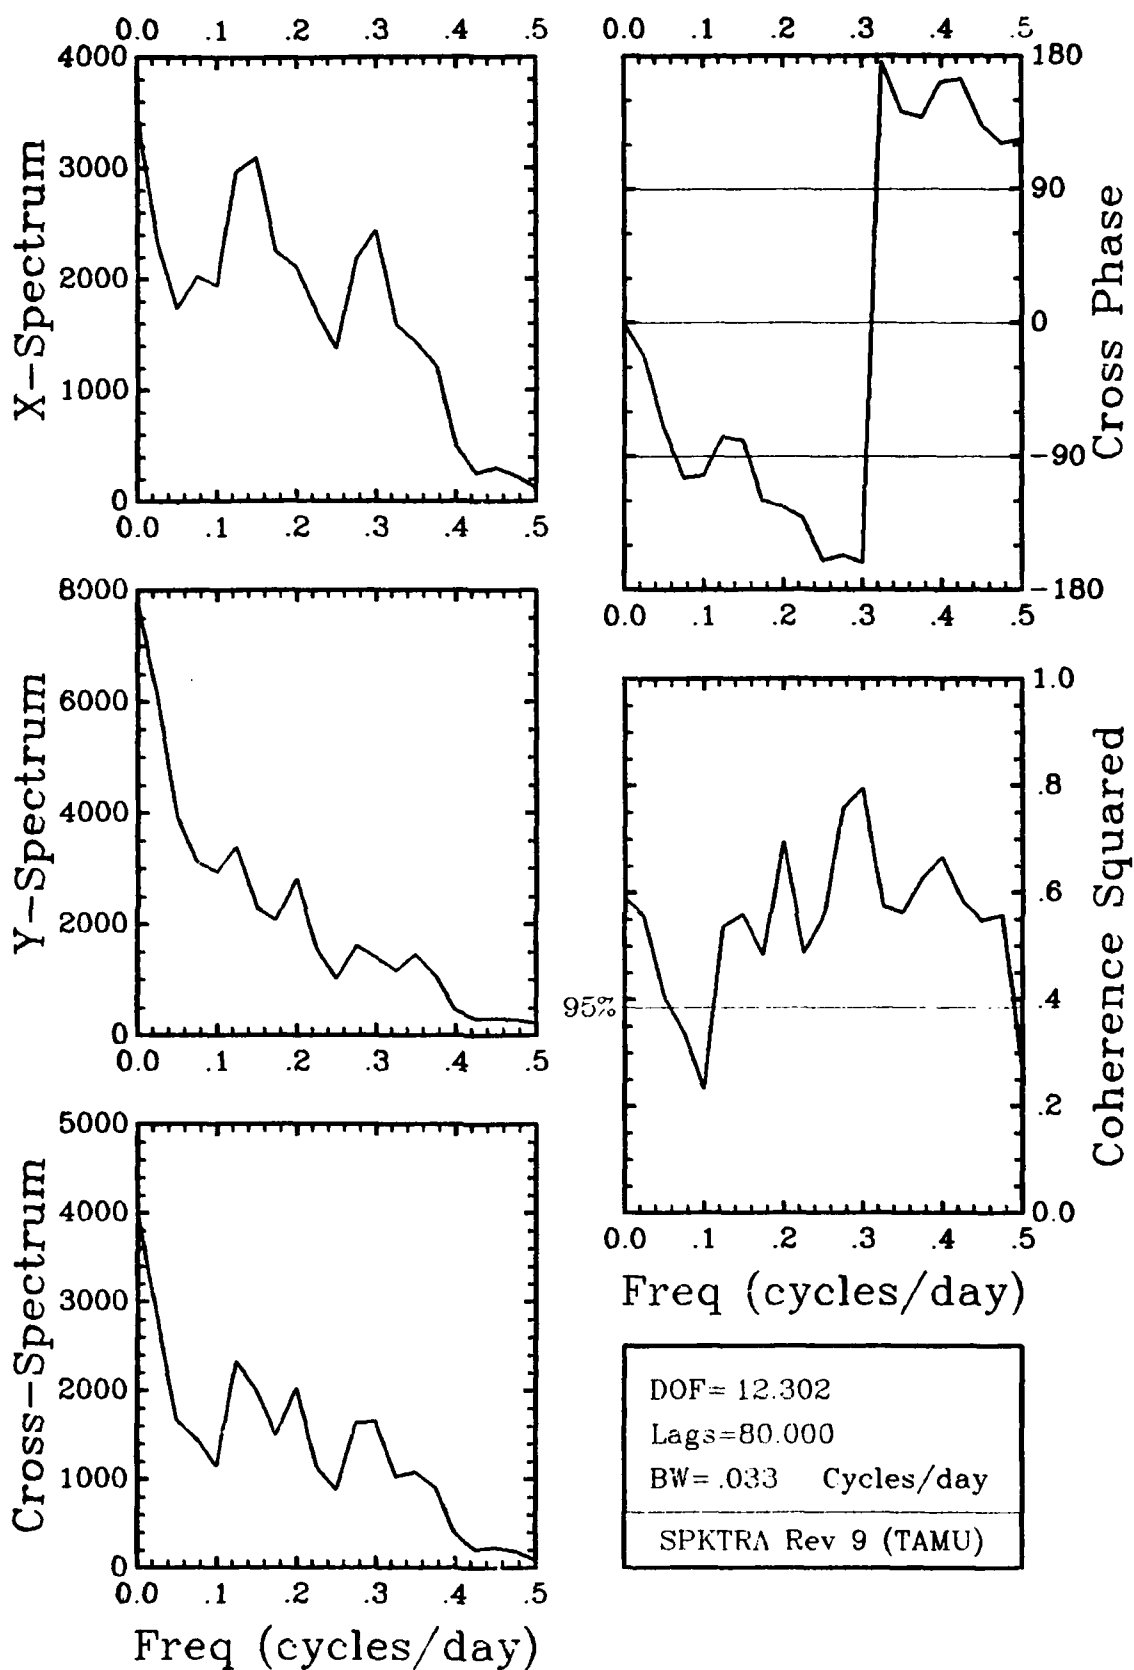 0.0 .1 .2 .3 .4 .5
4000
3000
2000
1000
0
X-Spectrum
0.0 .1 .2 .3 .4 .5
8000
6000
4000
2000
0
Y-Spectrum
0.0 .1 .2 .3 .4 .5
5000
4000
3000
2000
1000
0
Cross-Spectrum
0.0 .1 .2 .3 .4 .5
Freq (cycles/day)
0.0 .1 .2 .3 .4 .5
180
90
0
-90
-180
Cross Phase
0.0 .1 .2 .3 .4 .5
1.0
.8
.6
.4
.2
0.0
95%
Coherence Squared
0.0 .1 .2 .3 .4 .5
Freq (cycles/day)
DOF= 12.302
Lags=80.000
BW= .033 Cycles/day
SPKTRA Rev 9 (TAMU)